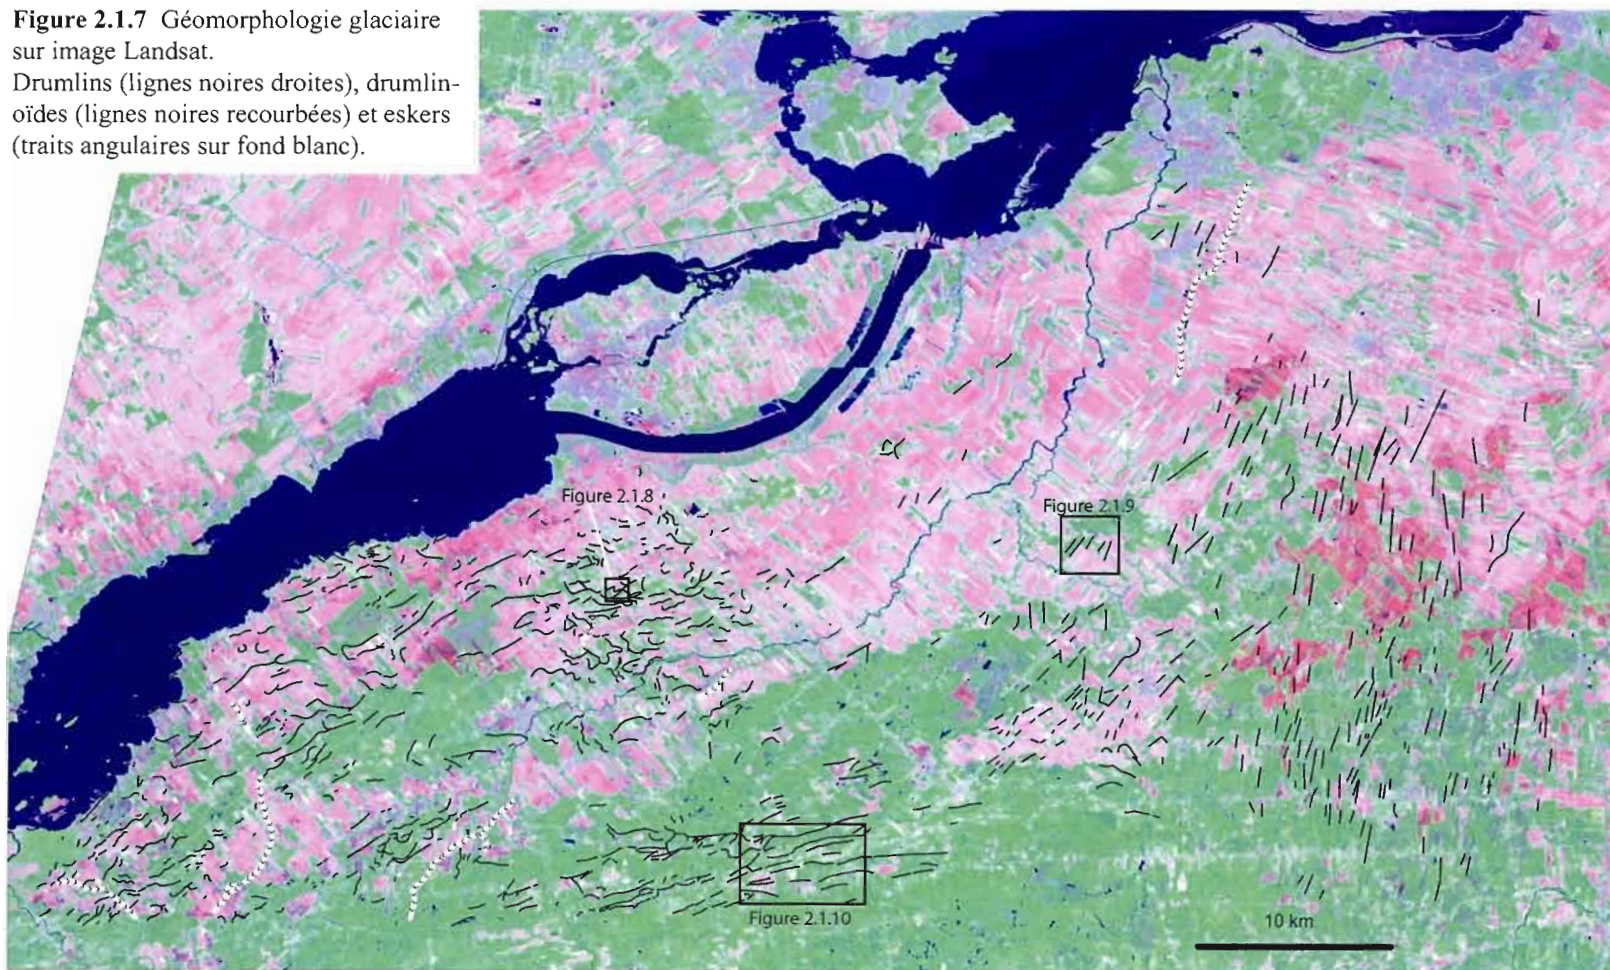 Figure 2.1.7 Géomorphologie glaciaire
sur image Landsat.
Drumlins (lignes noires droites), drumlin-
oïdes (lignes noires recourbées) et eskers
(traits angulaires sur fond blanc).
Figure 2.1.8
Figure 2.1.9
Figure 2.1.10
10 km